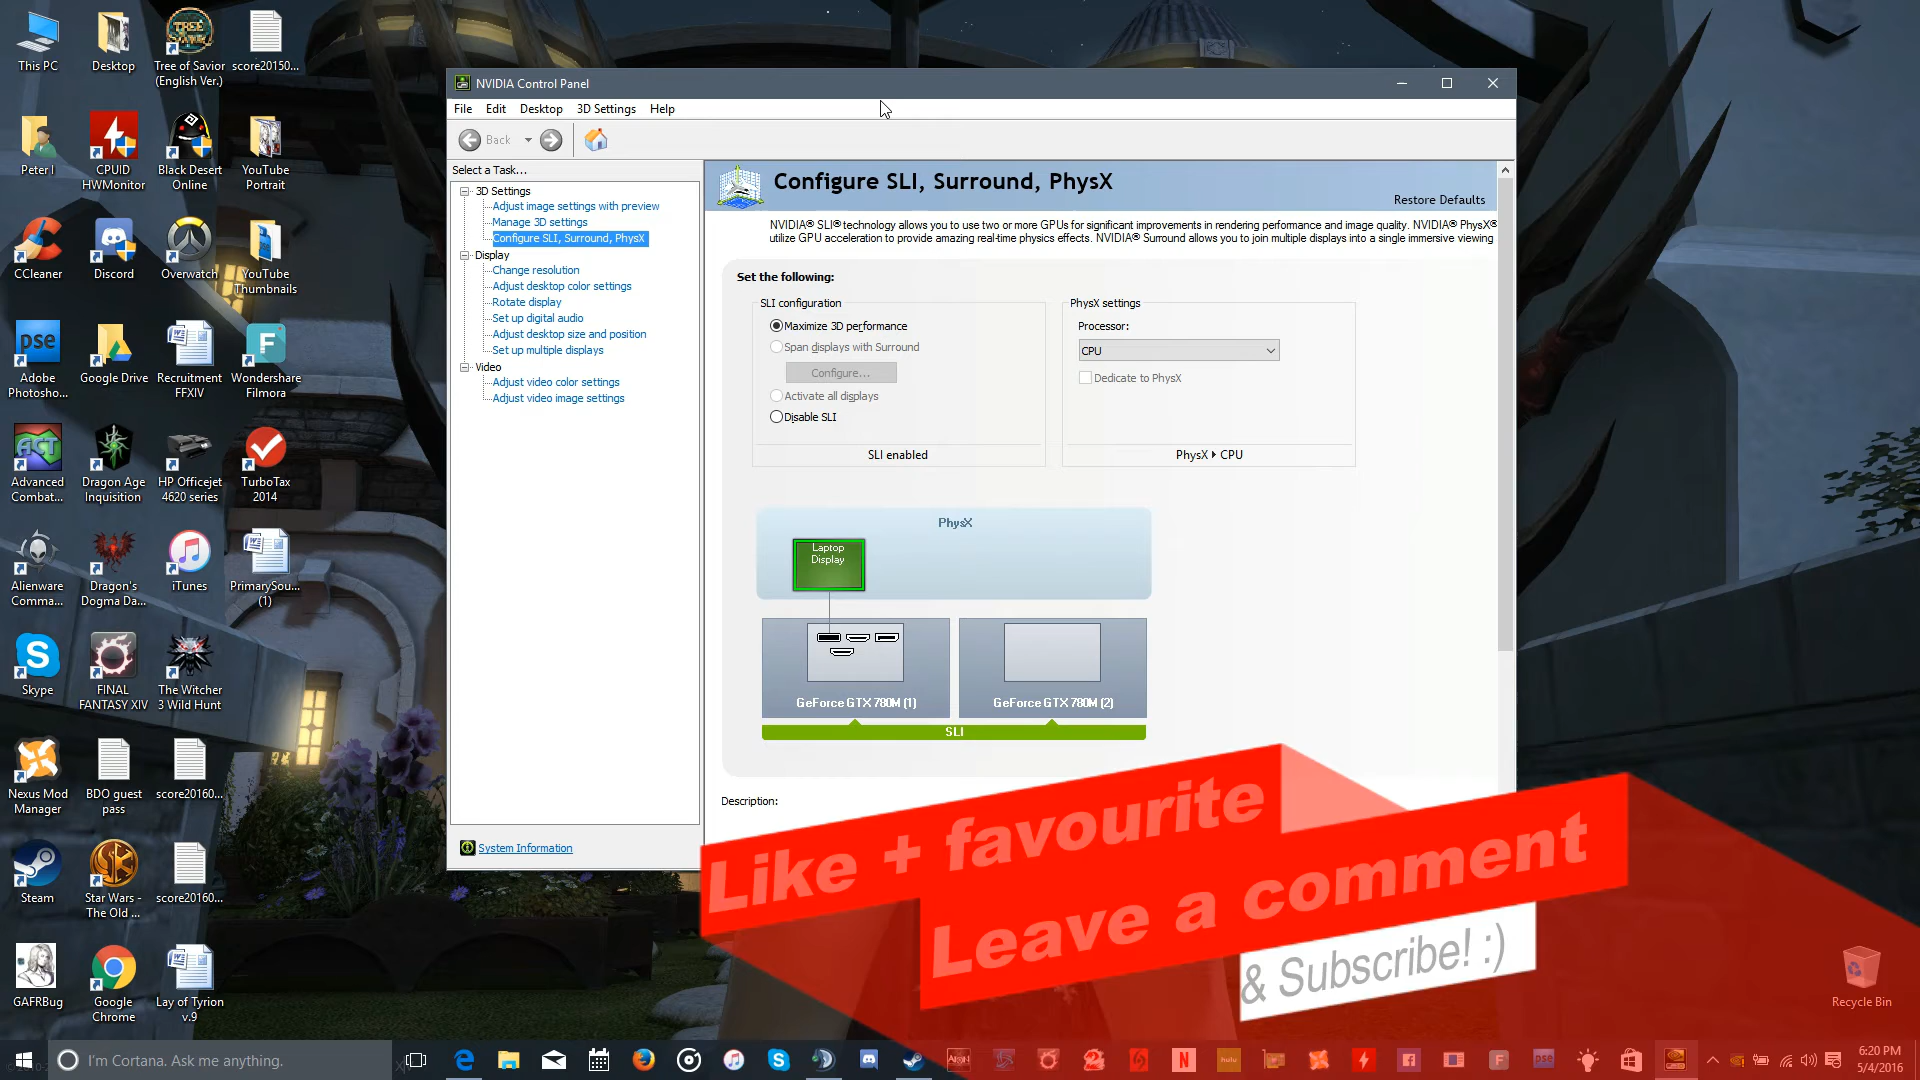 This PC
Desktop
Tree of Savior
(English Ver.)
score20150...
Peter I
CPUID
HWMonitor
Black Desert
Online
YouTube
Portrait
CCleaner
Discord
Overwatch
YouTube
Thumbnails
Adobe
Photosho...
Google Drive
Recruitment
FFXIV
Wondershare
Filmora
Advanced
Combat...
Dragon Age
Inquisition
HP Officejet
4620 series
TurboTax
2014
Alienware
Comma...
Dragon's
Dogma Da...
iTunes
PrimarySou...
(1)
Skype
FINAL
FANTASY XIV
The Witcher
3 Wild Hunt
Nexus Mod
Manager
BDO guest
pass
score20160...
Steam
Star Wars -
The Old ...
score20160...
GAFRBug
Google
Chrome
Lay of Tyrion
v.9
NVIDIA Control Panel
File Edit Desktop 3D Settings Help
Back
Select a Task...
3D Settings
Adjust image settings with preview
Manage 3D settings
Configure SLI, Surround, PhysX
Display
Change resolution
Adjust desktop color settings
Rotate display
Set up digital audio
Adjust desktop size and position
Set up multiple displays
Video
Adjust video color settings
Adjust video image settings
System Information
Configure SLI, Surround, PhysX
Restore Defaults
NVIDIA® SLI® technology allows you to use two or more GPUs for significant improvements in rendering performance and image quality. NVIDIA® PhysX®
utilize GPU acceleration to provide amazing real-time physics effects. NVIDIA® Surround allows you to join multiple displays into a single immersive viewing
Set the following:
SLI configuration
Maximize 3D performance
Span displays with Surround
Configure...
Activate all displays
Disable SLI
SLI enabled
PhysX settings
Processor:
CPU
Dedicate to PhysX
PhysX CPU
PhysX
Laptop
Display
GeForce GTX 780M (1)
GeForce GTX 780M (2)
SLI
Description:
Like + favourite
Leave a comment
& Subscribe! :)
Recycle Bin
I'm Cortana. Ask me anything.
6:20 PM
5/4/2016